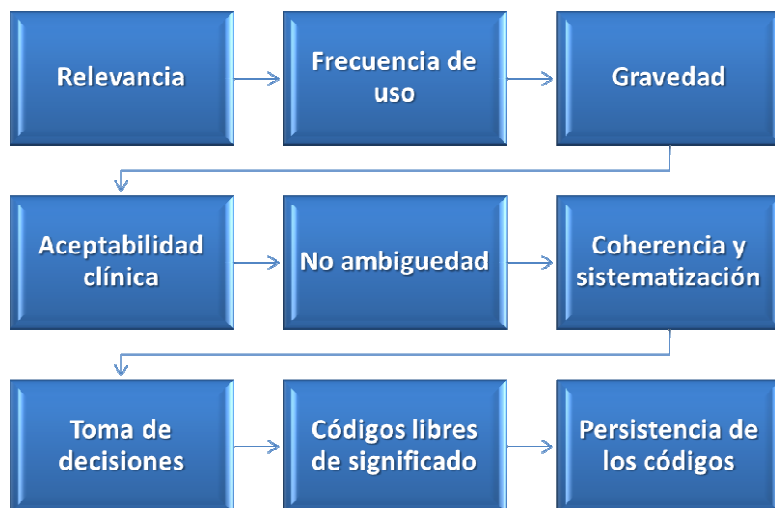 Relevancia
Frecuencia de
uso
Gravedad
Aceptabilidad
clínica
No ambiguedad
Coherencia y
sistematización
Toma de
decisiones
Códigos libres
de significado
Persistencia de
los códigos